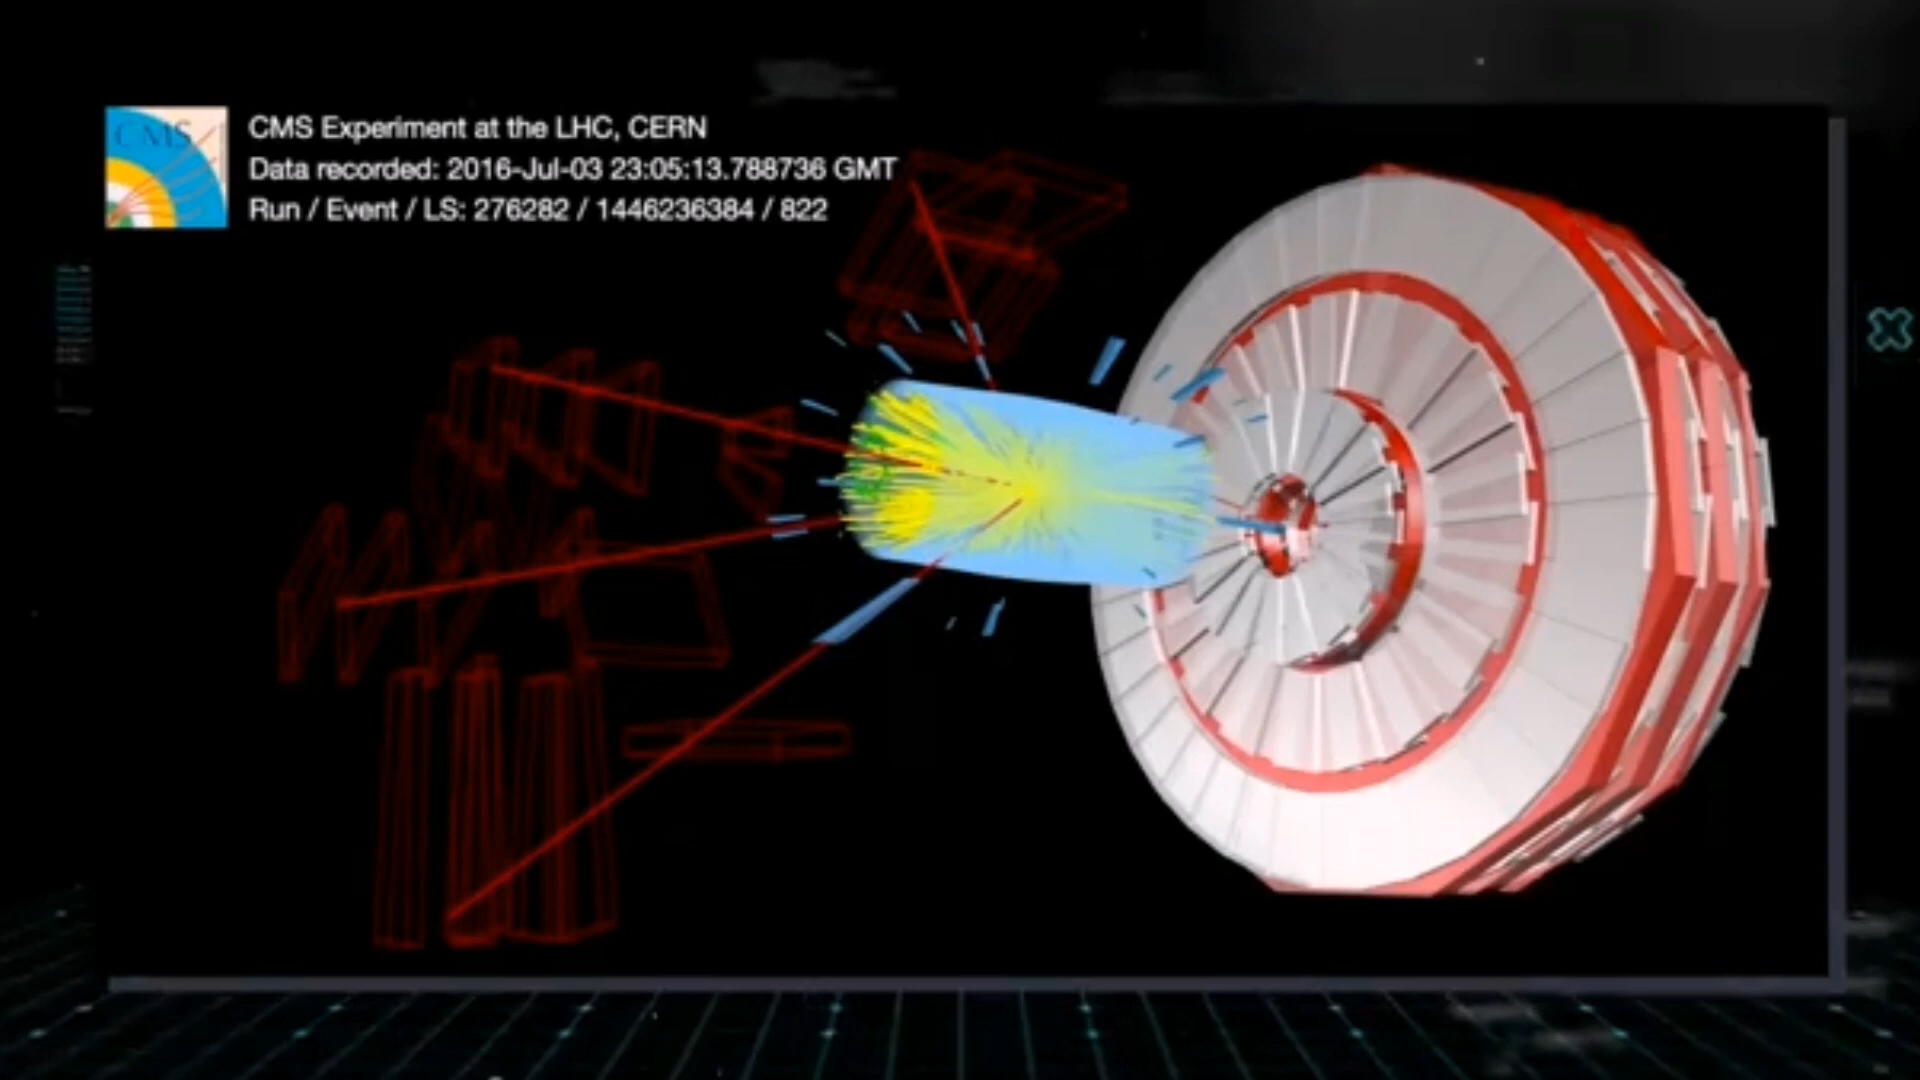 CMS
CMS Experiment at the LHC, CERN
Data recorded: 2016-Jul-03 23:05:13.788736 GMT
Run / Event / LS: 276282 / 1446236384 / 822